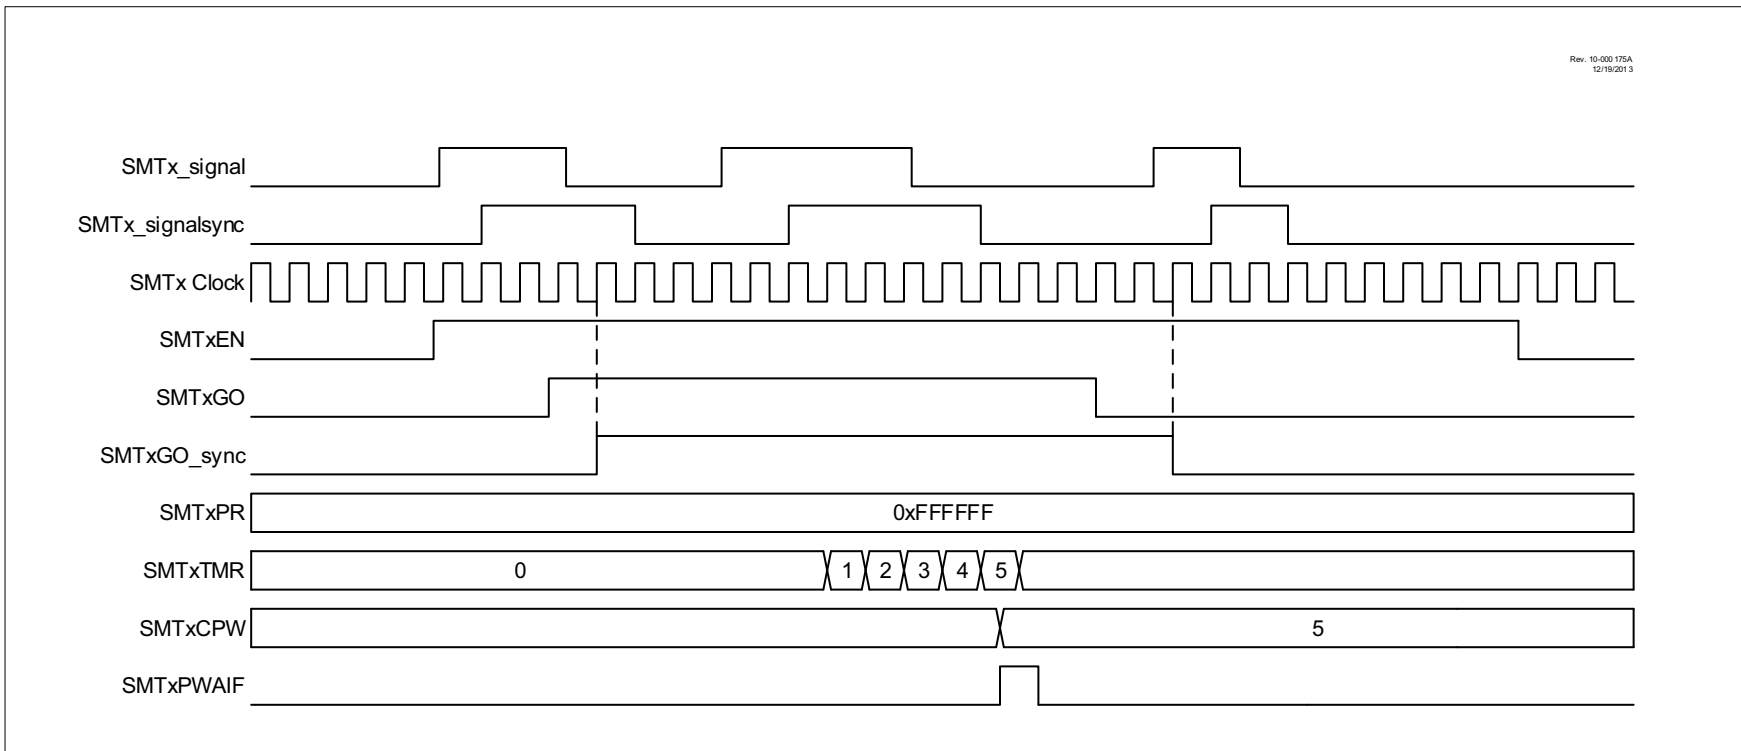 Rev. 10-000 175A
12/19/201 3
SMTx_signal
SMTx_signalsync
SMTx Clock
SMTxEN
SMTxGO
SMTxGO_sync
SMTxPR 0xFFFFFF
SMTxTMR 0 1 2 3 4 5
SMTxCPW 5
SMTxPWAIF